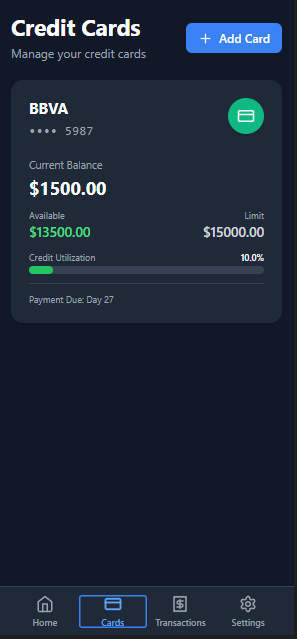 Credit Cards
Manage your credit cards
+ Add Card
BBVA
•••• 5987
Current Balance
$1500.00
Available Limit
$13500.00 $15000.00
Credit Utilization 10.0%
Payment Due: Day 27
Home Cards Transactions Settings